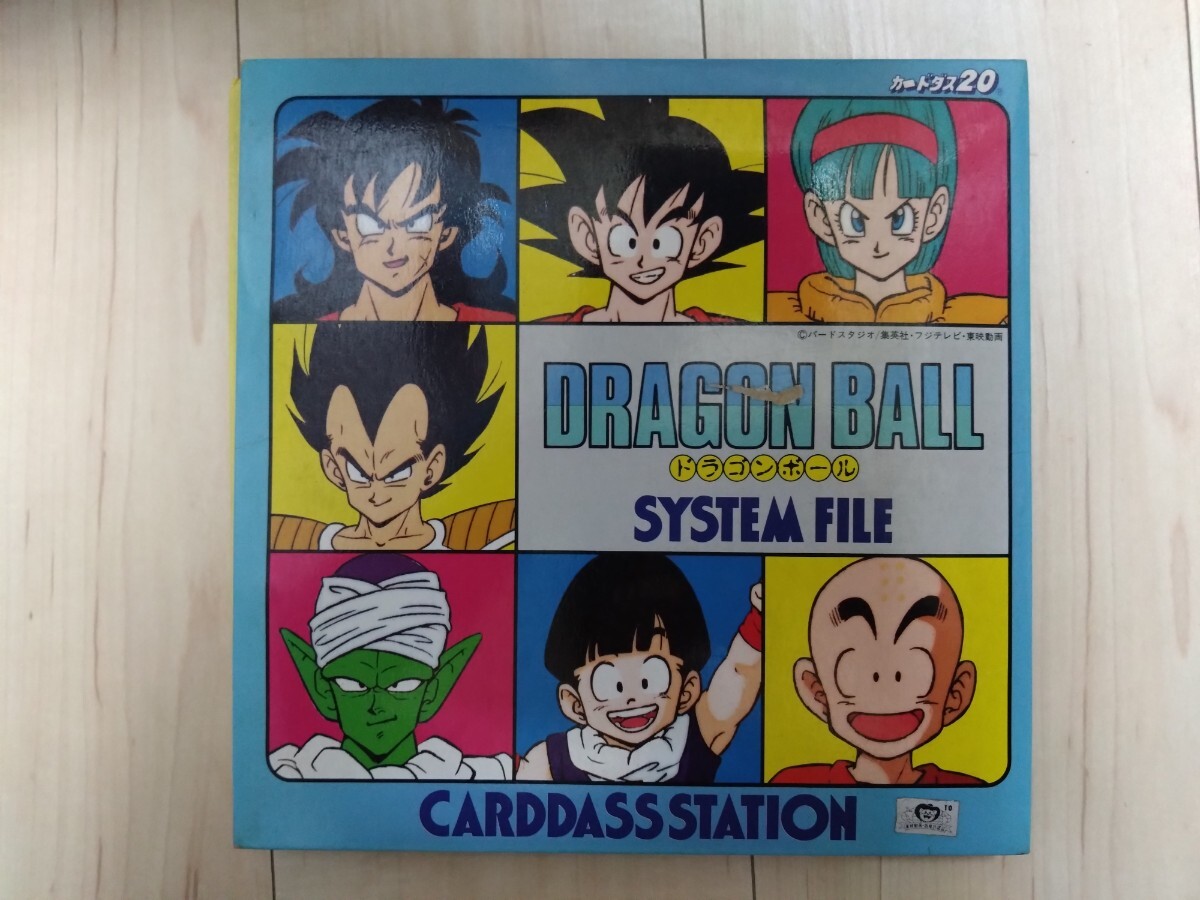 カードダス20
©バードスタジオ/集英社・フジテレビ・東映動画
DRAGON BALL
ドラゴンボール
SYSTEM FILE
CARDDASS STATION
10